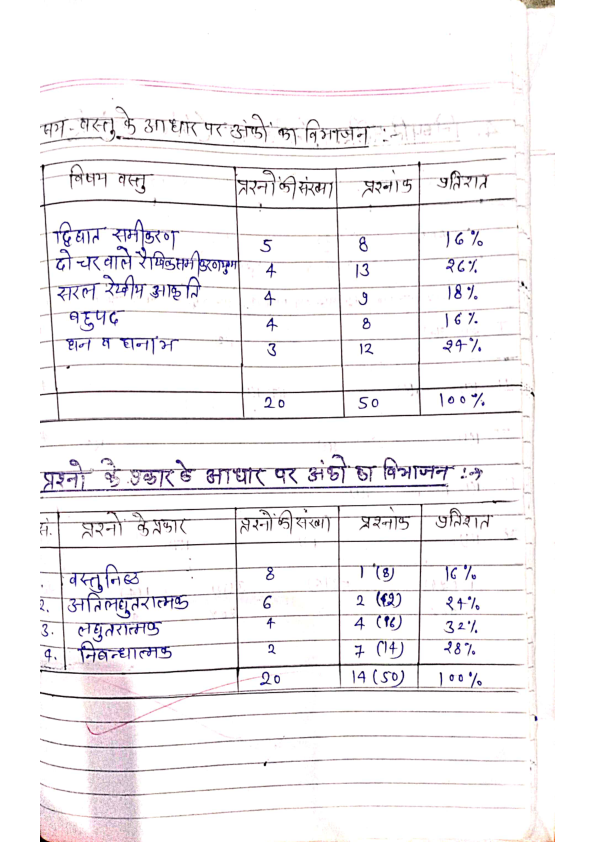 वस्तु के आधार पर अंको का विभाजन :-
विषय वस्तु प्रश्नों की संख्या प्रश्नांक प्रतिशत
द्विघात समीकरण 5 8 16%
दो चर वाले रैखिक समीकरण युग्म 4 13 26%
सरल रेखीय आकृति 4 9 18%
बहुपद 4 8 16%
घन व घनाभ 3 12 24%
20 50 100%
प्रश्नो के प्रकार के आधार पर अंको का विभाजन :→
सं. प्रश्नो के प्रकार प्रश्नों की संख्या प्रश्नांक प्रतिशत
. वस्तुनिष्ठ 8 1 (8) 16%
2. अतिलघुतरात्मक 6 2 (12) 24%
3. लघुतरात्मक 4 4 (16) 32%
4. निबन्धात्मक 2 7 (14) 28%
20 14 (50) 100%